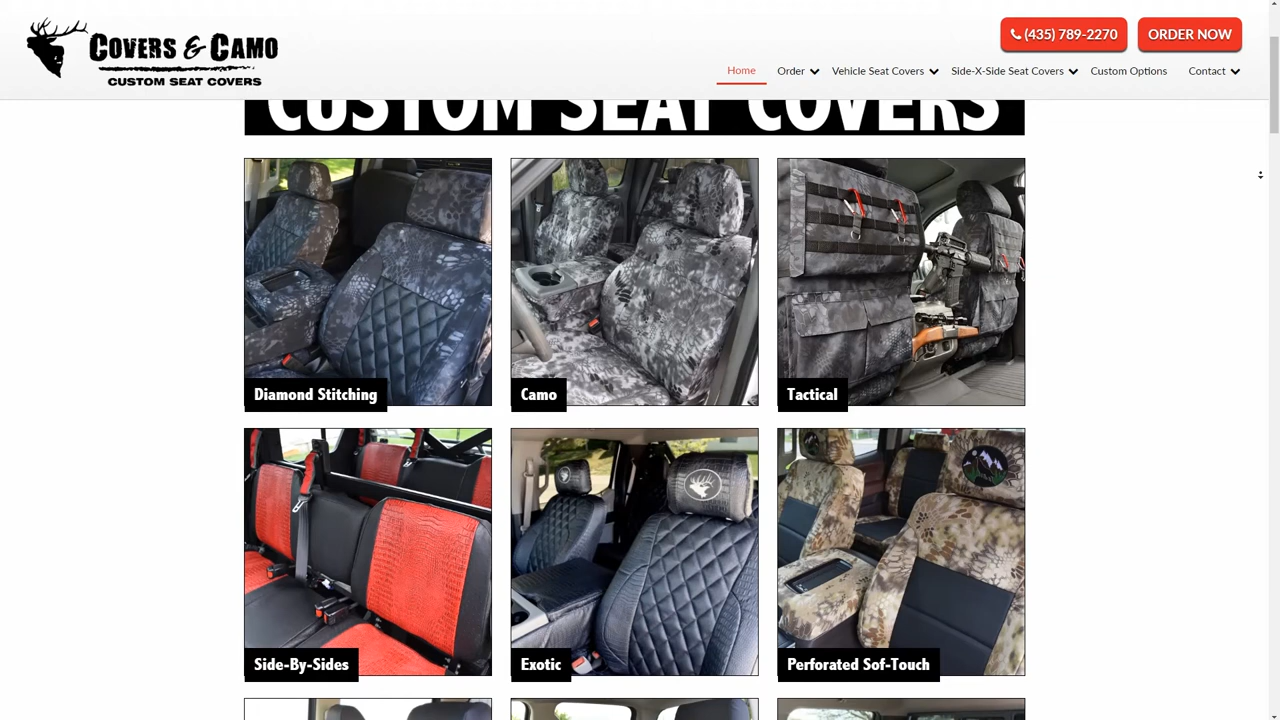 COVERS & CAMO
CUSTOM SEAT COVERS
(435) 789-2270
ORDER NOW
Home
Order
Vehicle Seat Covers
Side-X-Side Seat Covers
Custom Options
Contact
CUSTOM SEAT COVERS
Diamond Stitching
Camo
Tactical
Side-By-Sides
Exotic
Perforated Sof-Touch